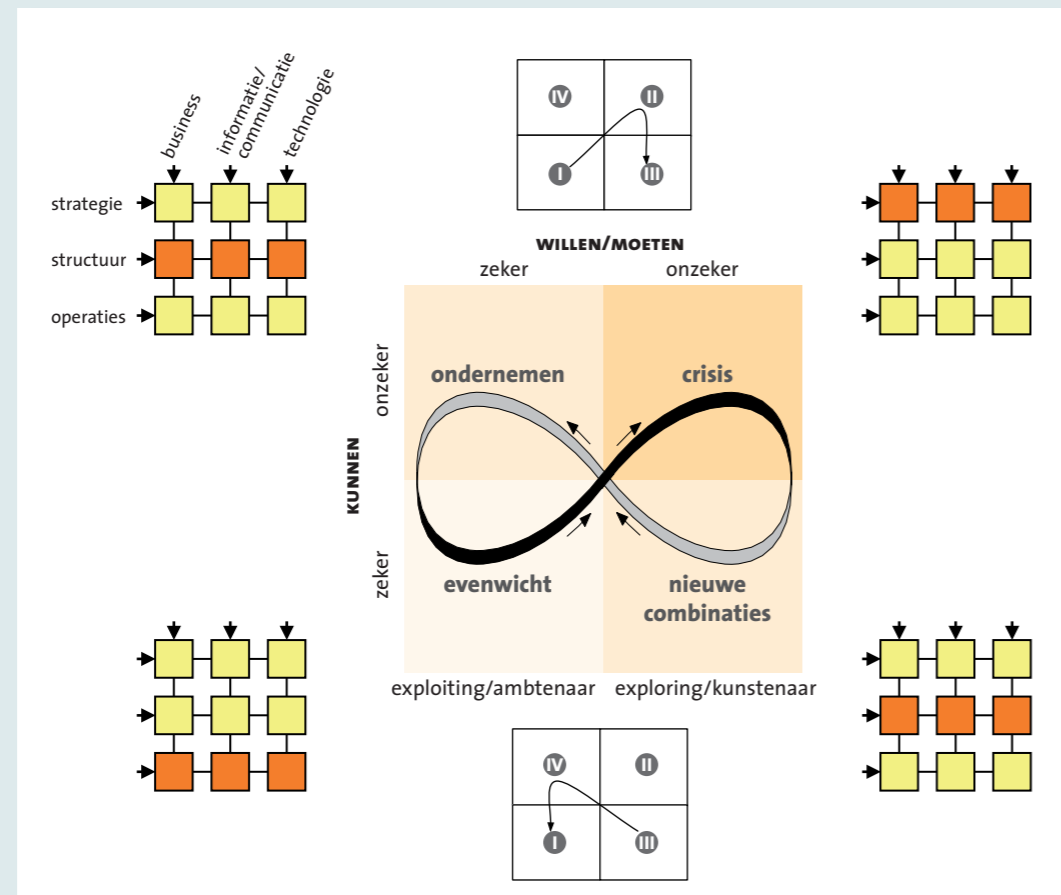 business
informatie/
communicatie
technologie
strategie
structuur
operaties
IV
II
I
III
WILLEN/MOETEN
zeker
onzeker
KUNNEN
onzeker
zeker
ondernemen
crisis
evenwicht
nieuwe
combinaties
exploiting/ambtenaar
exploring/kunstenaar
IV
II
I
III